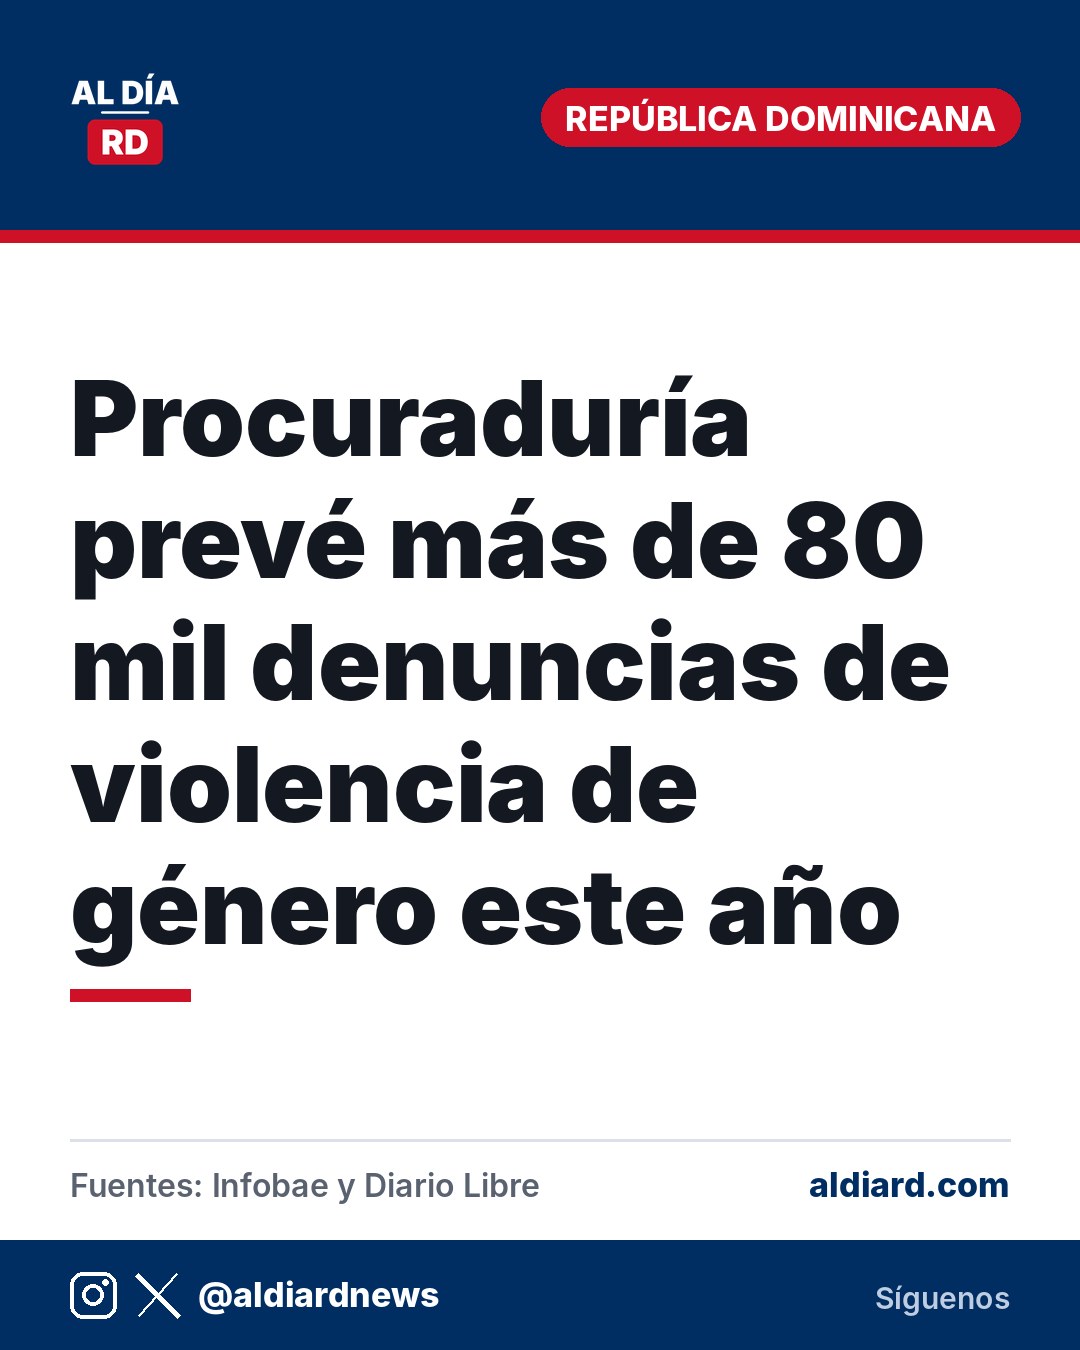 AL DÍA
RD
REPÚBLICA DOMINICANA
Procuraduría
prevé más de 80
mil denuncias de
violencia de
género este año
Fuentes: Infobae y Diario Libre
aldiard.com
@aldiardnews
Síguenos